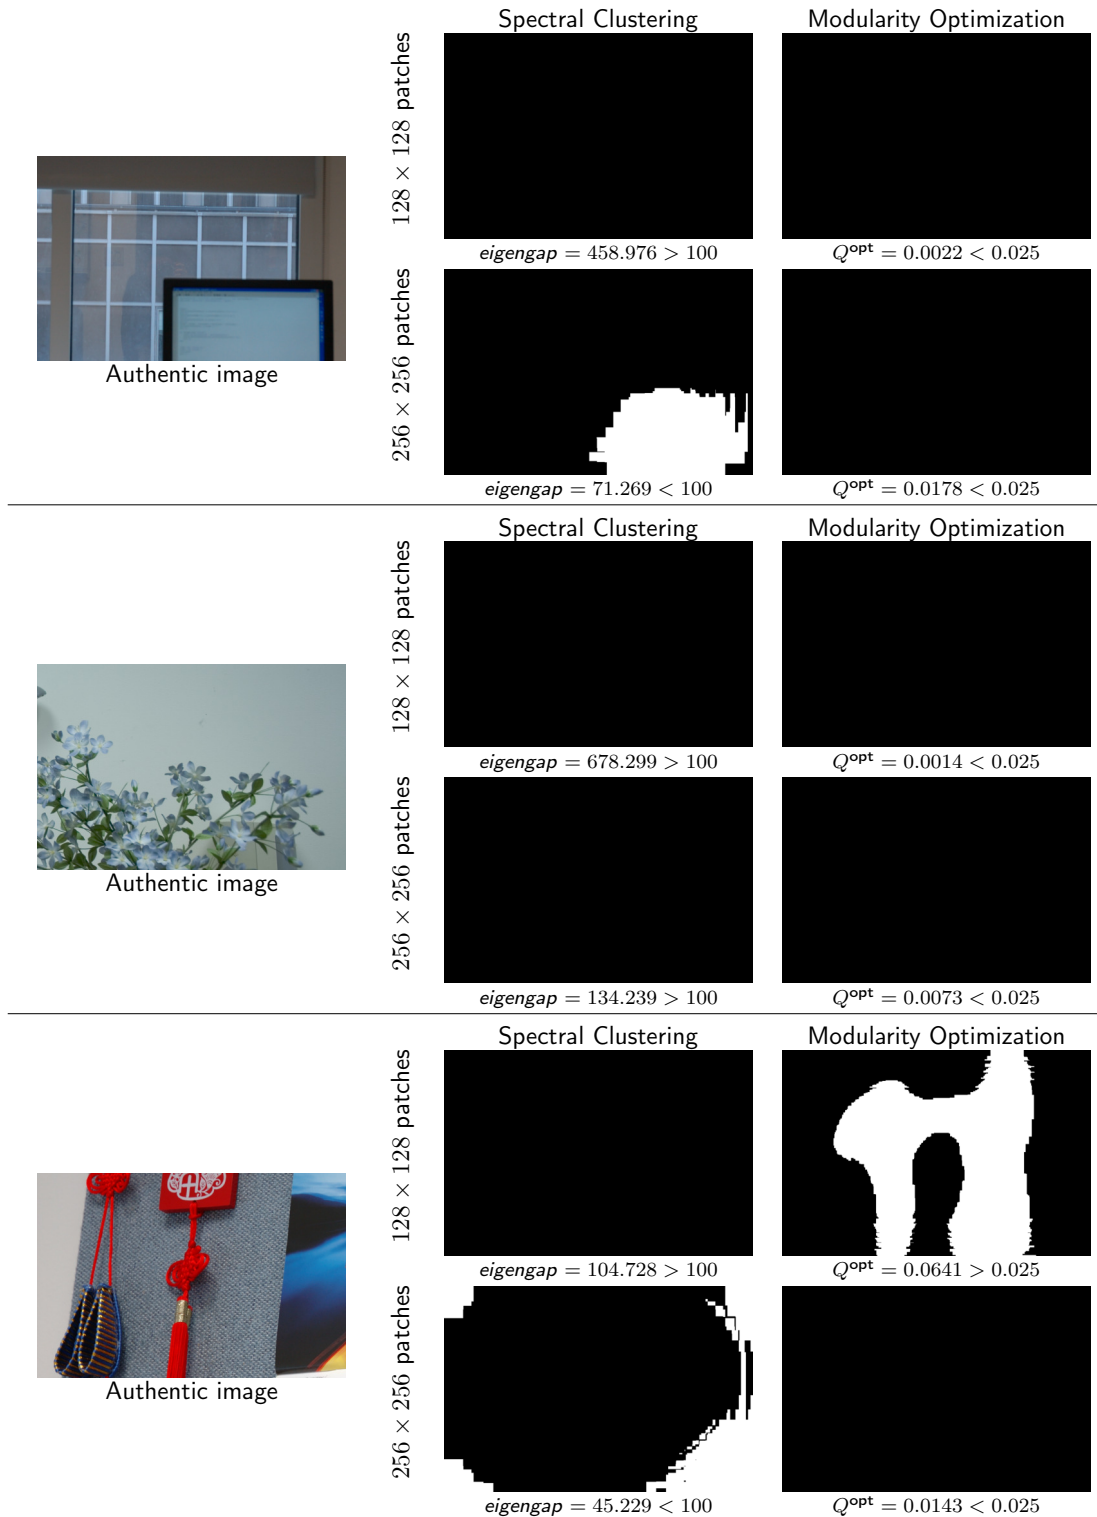 Spectral Clustering Modularity Optimization
128 × 128 patches
eigengap = 458.976 > 100 Q^opt = 0.0022 < 0.025
256 × 256 patches
Authentic image
eigengap = 71.269 < 100 Q^opt = 0.0178 < 0.025
Spectral Clustering Modularity Optimization
128 × 128 patches
eigengap = 678.299 > 100 Q^opt = 0.0014 < 0.025
256 × 256 patches
Authentic image
eigengap = 134.239 > 100 Q^opt = 0.0073 < 0.025
Spectral Clustering Modularity Optimization
128 × 128 patches
eigengap = 104.728 > 100 Q^opt = 0.0641 > 0.025
256 × 256 patches
Authentic image
eigengap = 45.229 < 100 Q^opt = 0.0143 < 0.025